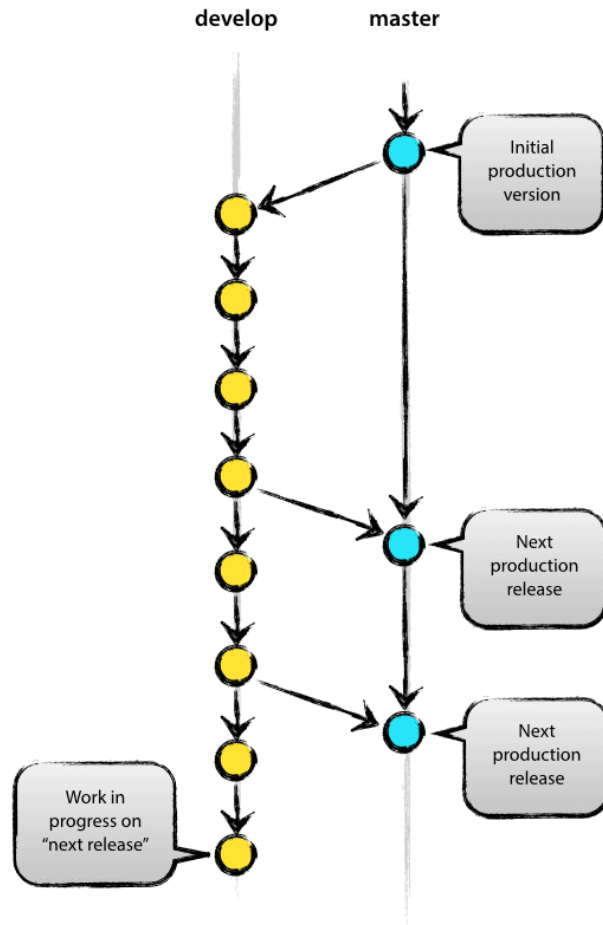 develop
master
Initial
production
version
Next
production
release
Next
production
release
Work in
progress on
“next release”